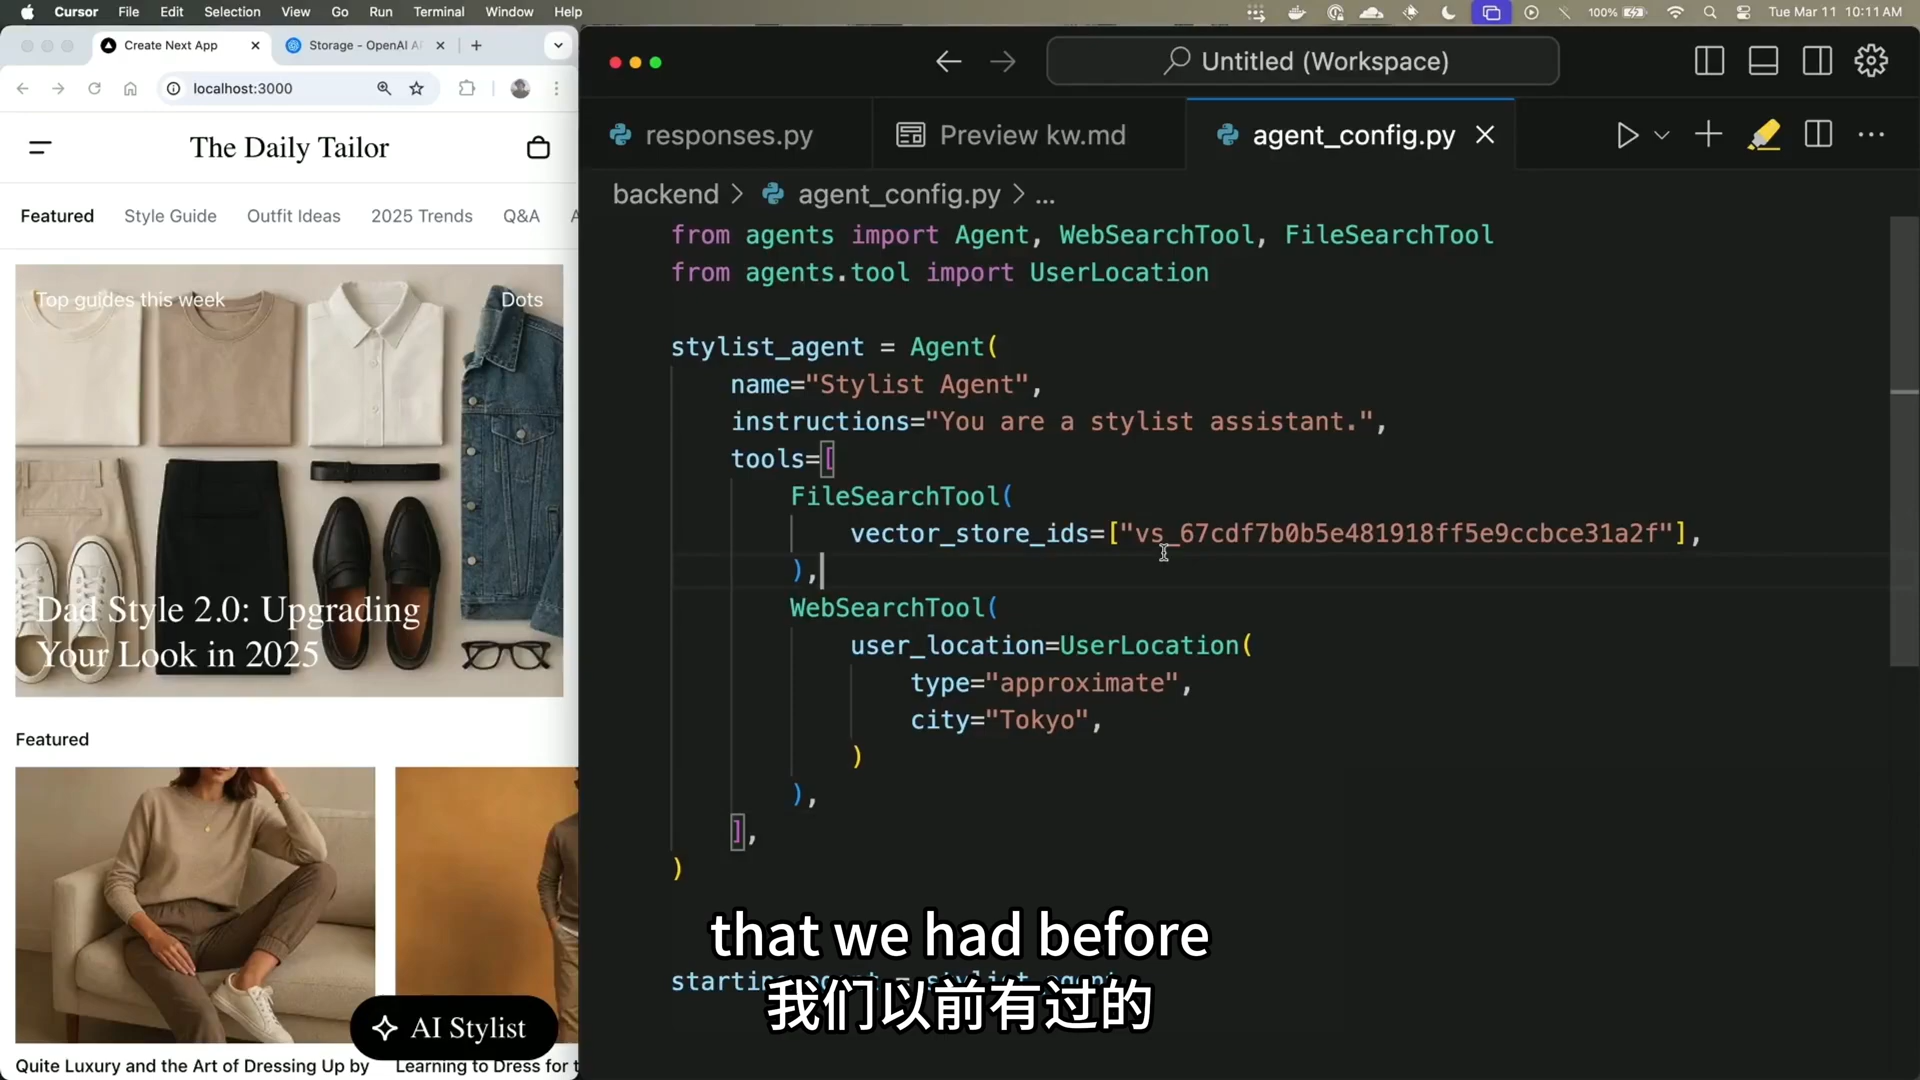 Cursor File Edit Selection View Go Run Terminal Window Help 100% Tue Mar 11 10:11 AM
Create Next App
Storage - OpenAI A
localhost:3000
The Daily Tailor
Featured Style Guide Outfit Ideas 2025 Trends Q&A A
Top guides this week
Dots
Dad Style 2.0: Upgrading
Your Look in 2025
Featured
AI Stylist
Quite Luxury and the Art of Dressing Up by
Learning to Dress for t
Untitled (Workspace)
responses.py
Preview kw.md
agent_config.py
backend > agent_config.py > ...
from agents import Agent, WebSearchTool, FileSearchTool
from agents.tool import UserLocation
stylist_agent = Agent(
name="Stylist Agent",
instructions="You are a stylist assistant.",
tools=[
FileSearchTool(
vector_store_ids=["vs_67cdf7b0b5e481918ff5e9ccbce31a2f"],
),
WebSearchTool(
user_location=UserLocation(
type="approximate",
city="Tokyo",
)
),
],
)
that we had before
starting_agent = stylist_agent
我们以前有过的